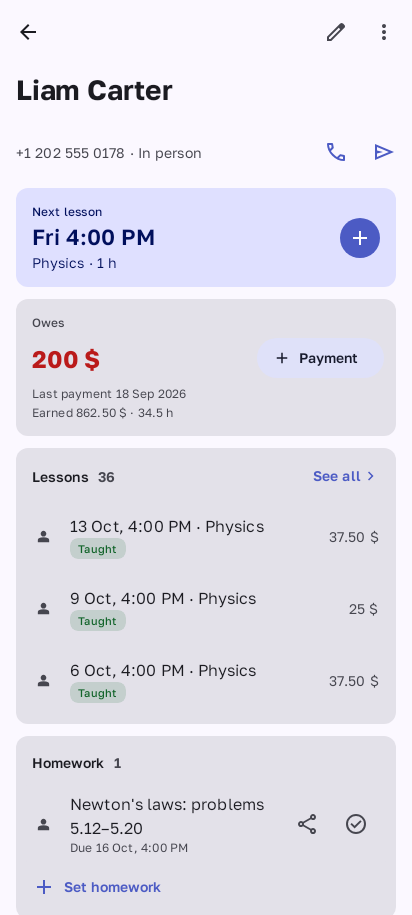 Liam Carter
+1 202 555 0178 · In person
Next lesson
Fri 4:00 PM
Physics · 1 h
Owes
200 $
Payment
Last payment 18 Sep 2026
Earned 862.50 $ · 34.5 h
Lessons 36
See all
13 Oct, 4:00 PM · Physics
Taught
37.50 $
9 Oct, 4:00 PM · Physics
Taught
25 $
6 Oct, 4:00 PM · Physics
Taught
37.50 $
Homework 1
Newton's laws: problems
5.12–5.20
Due 16 Oct, 4:00 PM
Set homework